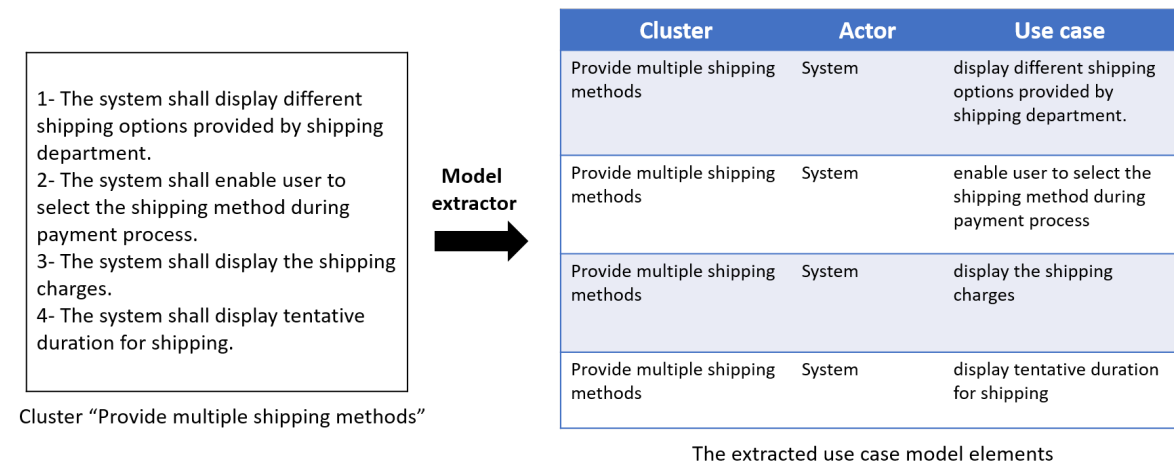 1- The system shall display different
shipping options provided by shipping
department.
2- The system shall enable user to
select the shipping method during
payment process.
3- The system shall display the shipping
charges.
4- The system shall display tentative
duration for shipping.
Cluster “Provide multiple shipping methods”
Model
extractor
Cluster Actor Use case
Provide multiple shipping System display different shipping
methods options provided by
shipping department.
Provide multiple shipping System enable user to select the
methods shipping method during
payment process
Provide multiple shipping System display the shipping
methods charges
Provide multiple shipping System display tentative duration
methods for shipping
The extracted use case model elements